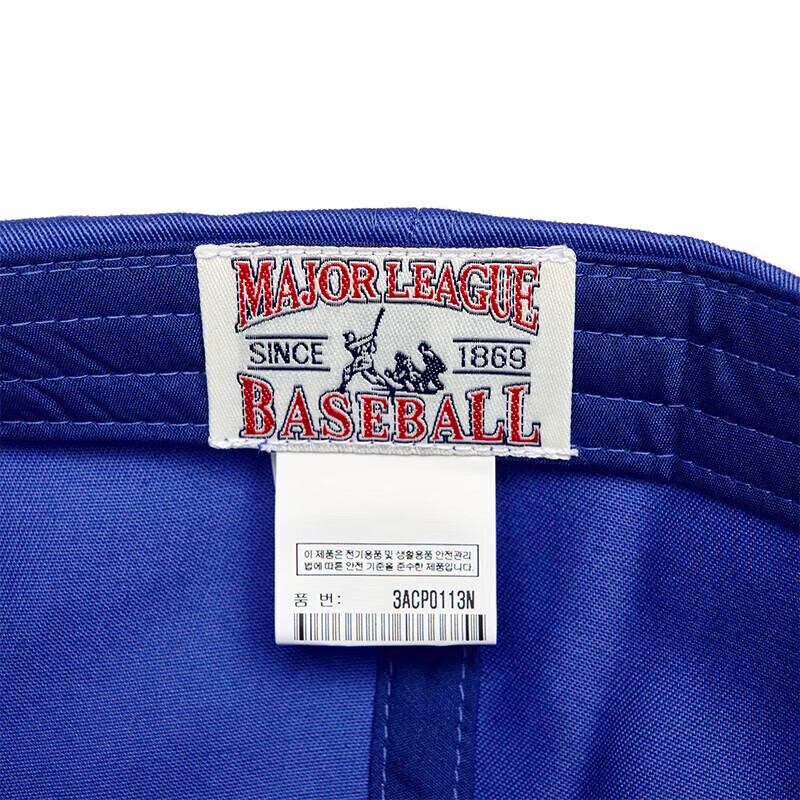 MAJOR LEAGUE
SINCE 1869
BASEBALL
이 제품은 전기용품 및 생활용품 안전관리
법에 따른 안전 기준을 준수한 제품입니다.
품 번: 3ACP0113N